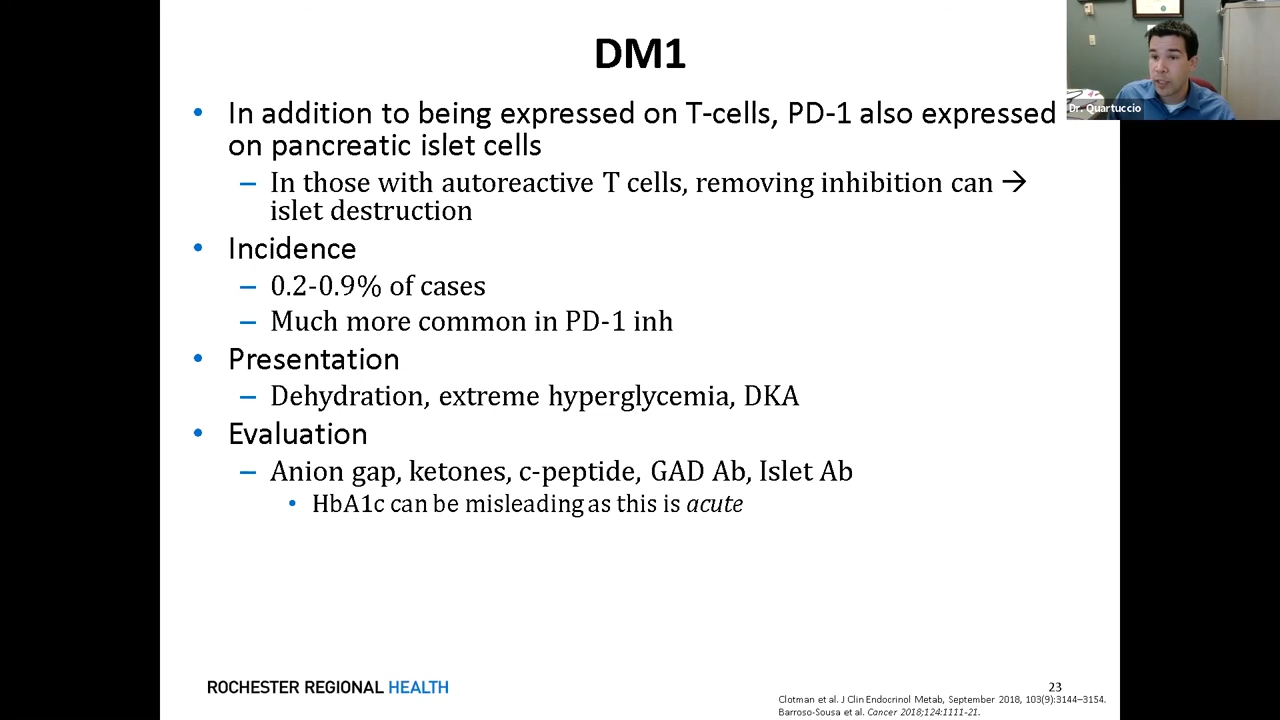 DM1
Dr. Quartuccio
• In addition to being expressed on T-cells, PD-1 also expressed
on pancreatic islet cells
– In those with autoreactive T cells, removing inhibition can →
islet destruction
• Incidence
– 0.2-0.9% of cases
– Much more common in PD-1 inh
• Presentation
– Dehydration, extreme hyperglycemia, DKA
• Evaluation
– Anion gap, ketones, c-peptide, GAD Ab, Islet Ab
• HbA1c can be misleading as this is acute
ROCHESTER REGIONAL HEALTH
23
Clotman et al. J Clin Endocrinol Metab, September 2018, 103(9):3144–3154.
Barroso-Sousa et al. Cancer 2018;124:1111-21.